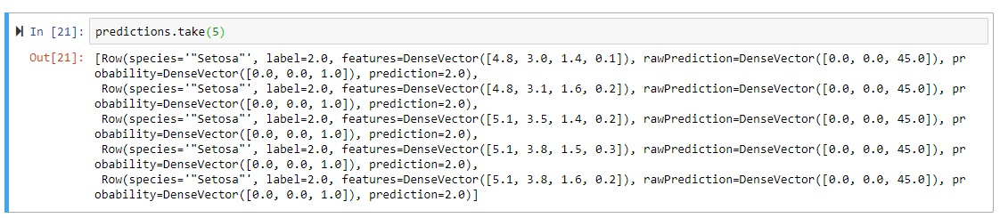 In [21]: predictions.take(5)
Out[21]: [Row(species='"Setosa"', label=2.0, features=DenseVector([4.8, 3.0, 1.4, 0.1]), rawPrediction=DenseVector([0.0, 0.0, 45.0]), pr
obability=DenseVector([0.0, 0.0, 1.0]), prediction=2.0),
Row(species='"Setosa"', label=2.0, features=DenseVector([4.8, 3.1, 1.6, 0.2]), rawPrediction=DenseVector([0.0, 0.0, 45.0]), pr
obability=DenseVector([0.0, 0.0, 1.0]), prediction=2.0),
Row(species='"Setosa"', label=2.0, features=DenseVector([5.1, 3.5, 1.4, 0.2]), rawPrediction=DenseVector([0.0, 0.0, 45.0]), pr
obability=DenseVector([0.0, 0.0, 1.0]), prediction=2.0),
Row(species='"Setosa"', label=2.0, features=DenseVector([5.1, 3.8, 1.5, 0.3]), rawPrediction=DenseVector([0.0, 0.0, 45.0]), pr
obability=DenseVector([0.0, 0.0, 1.0]), prediction=2.0),
Row(species='"Setosa"', label=2.0, features=DenseVector([5.1, 3.8, 1.6, 0.2]), rawPrediction=DenseVector([0.0, 0.0, 45.0]), pr
obability=DenseVector([0.0, 0.0, 1.0]), prediction=2.0)]